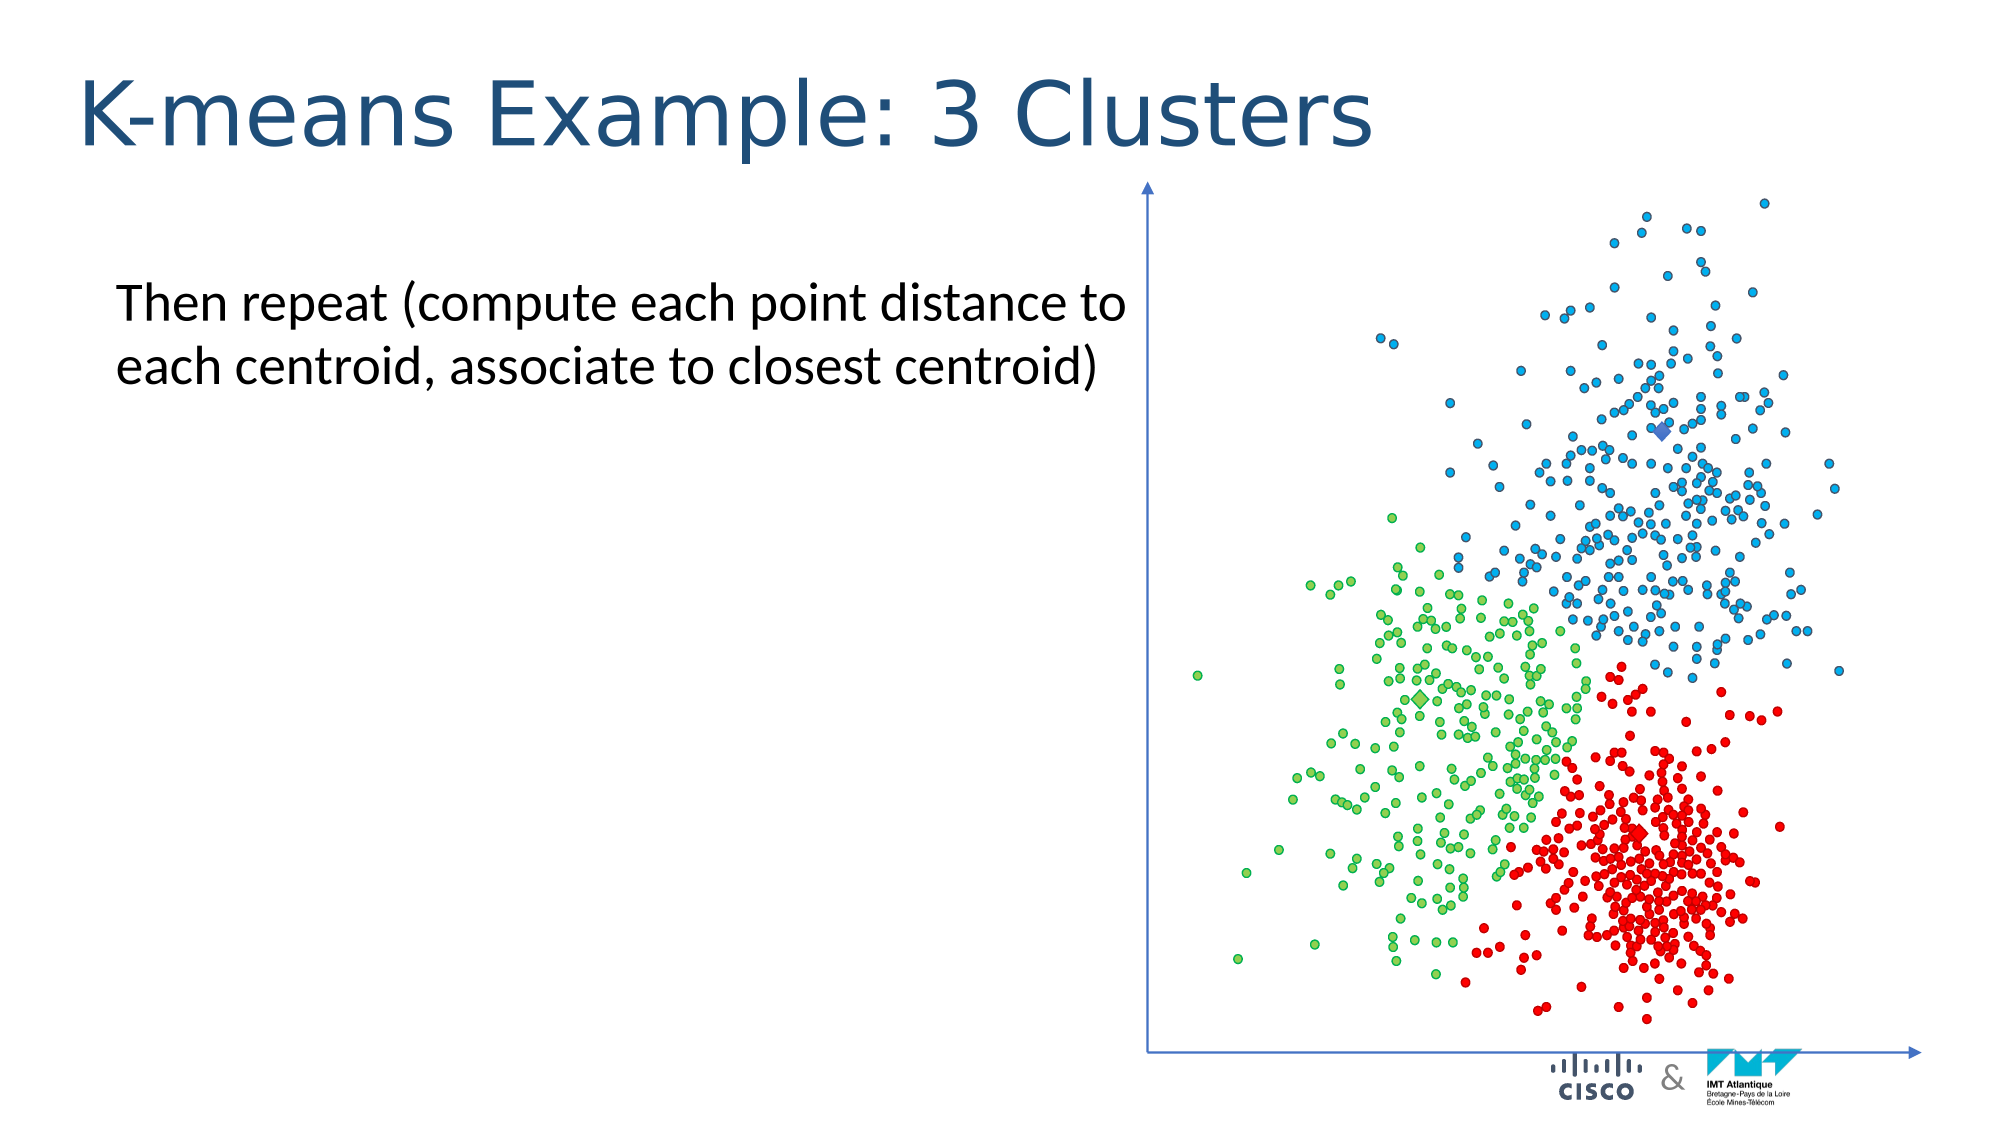 K-means Example: 3 Clusters
Then repeat (compute each point distance to
each centroid, associate to closest centroid)
CISCO
&
IMT Atlantique
Bretagne-Pays de la Loire
École Mines-Télécom